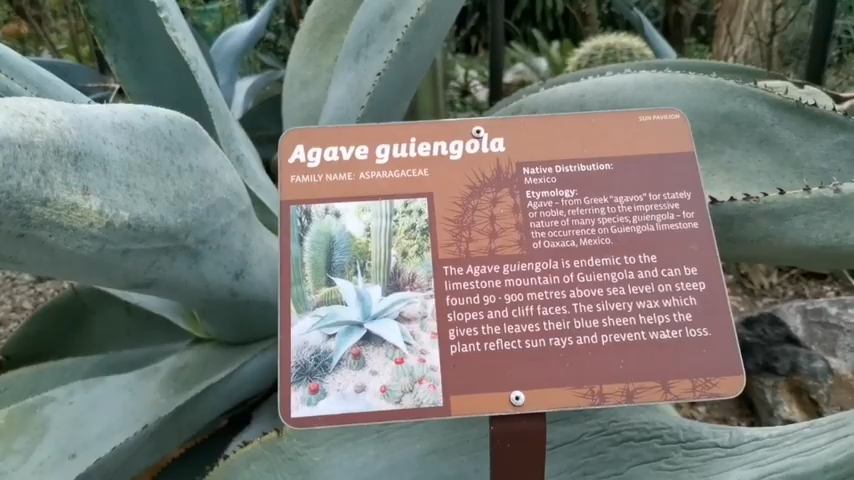 SUN PAVILION
Agave guiengola
FAMILY NAME: ASPARAGACEAE
Native Distribution:
Mexico
Etymology:
Agave – from Greek "agavos" for stately
or noble, referring to the impressive
nature of many species; guiengola – for
the occurrence on Guiengola limestone
of Oaxaca, Mexico.
The Agave guiengola is endemic to the
limestone mountain of Guiengola and can be
found 90 - 900 metres above sea level on steep
slopes and cliff faces. The silvery wax which
gives the leaves their blue sheen helps the
plant reflect sun rays and prevent water loss.